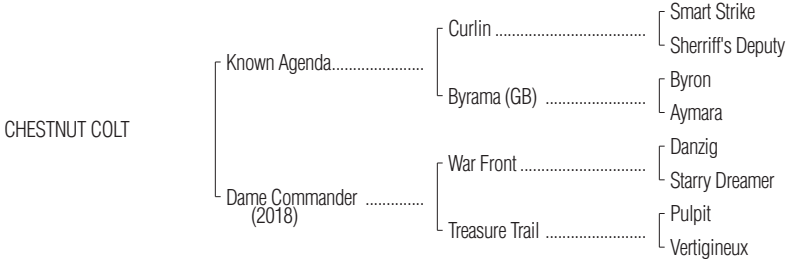 CHESTNUT COLT
Known Agenda......................
Curlin ....................................
Smart Strike
Sherriff's Deputy
Byrama (GB) ........................
Byron
Aymara
Dame Commander ..............
(2018)
War Front ..............................
Danzig
Starry Dreamer
Treasure Trail ........................
Pulpit
Vertigineux